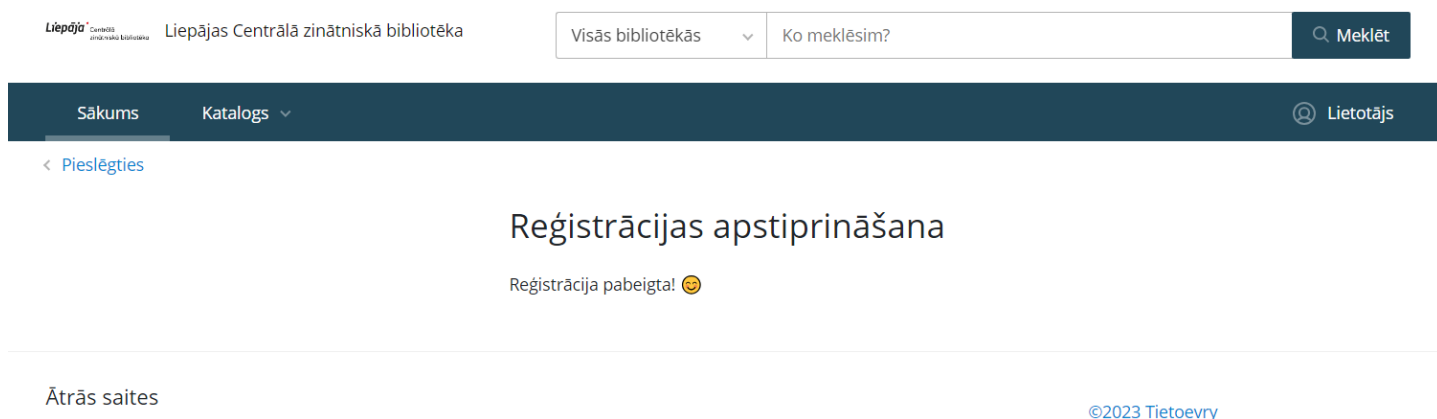 Liepāja Centrālā
zinātniskā bibliotēka
Liepājas Centrālā zinātniskā bibliotēka
Visās bibliotēkās
Ko meklēsim?
Meklēt
Sākums
Katalogs
Lietotājs
< Pieslēgties
Reģistrācijas apstiprināšana
Reģistrācija pabeigta! 😊
Ātrās saites
©2023 Tietoevry